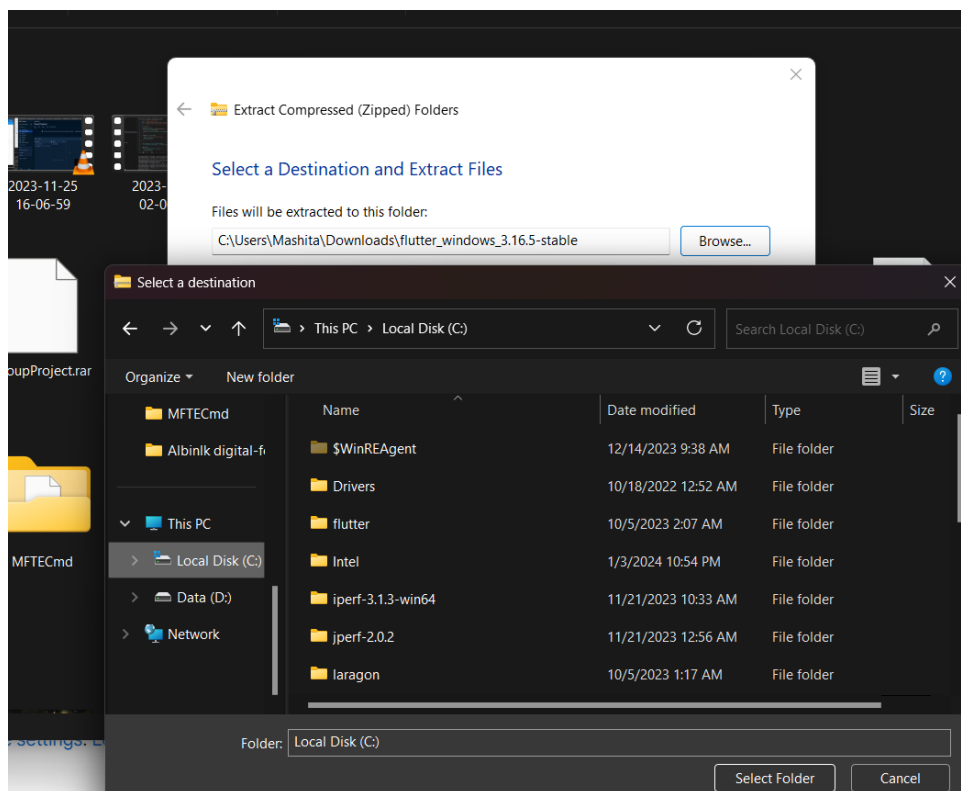 Extract Compressed (Zipped) Folders
Select a Destination and Extract Files
Files will be extracted to this folder:
C:\Users\Mashita\Downloads\flutter_windows_3.16.5-stable
Browse...
2023-11-25
16-06-59
2023-
02-0
oupProject.rar
MFTECmd
Select a destination
This PC > Local Disk (C:)
Search Local Disk (C:)
Organize
New folder
MFTECmd
Albinlk digital-f
This PC
Local Disk (C:)
Data (D:)
Network
Name Date modified Type Size
$WinREAgent 12/14/2023 9:38 AM File folder
Drivers 10/18/2022 12:52 AM File folder
flutter 10/5/2023 2:07 AM File folder
Intel 1/3/2024 10:54 PM File folder
iperf-3.1.3-win64 11/21/2023 10:33 AM File folder
jperf-2.0.2 11/21/2023 12:56 AM File folder
laragon 10/5/2023 1:17 AM File folder
Folder: Local Disk (C:)
Select Folder
Cancel